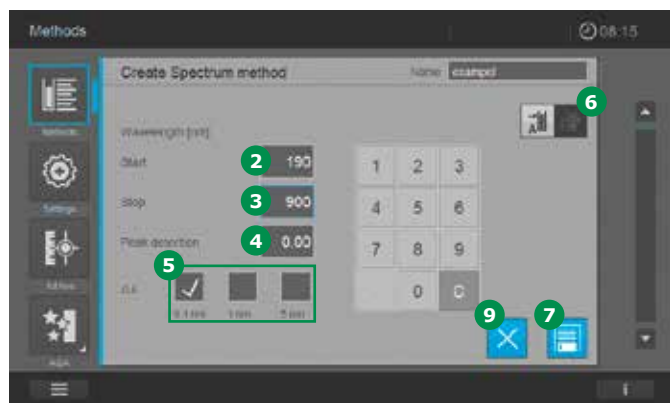 Methods 08:15
Create Spectrum method Name
6
Methods
Wavelength [nm]
Start 2 190 1 2 3
Settings
Stop 3 900 4 5 6
Peak detection 4 0.00 7 8 9
5
0 C
0.1 nm 1 nm 5 nm
9 7
i